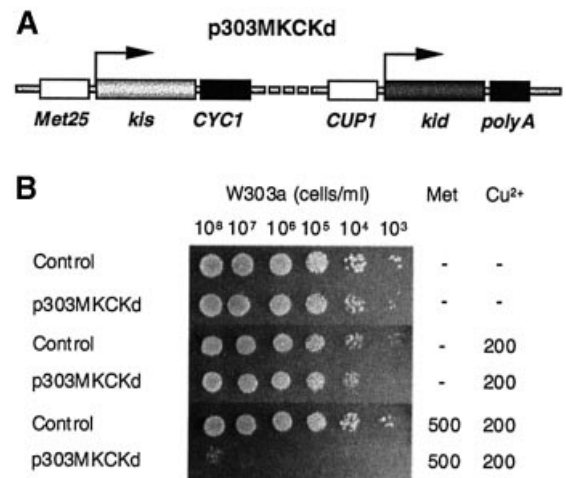 A
p303MKCKd
Met25 kis CYC1 CUP1 kid polyA
B
W303a (cells/ml) Met Cu²⁺
10⁸ 10⁷ 10⁶ 10⁵ 10⁴ 10³
Control - -
p303MKCKd - -
Control - 200
p303MKCKd - 200
Control 500 200
p303MKCKd 500 200